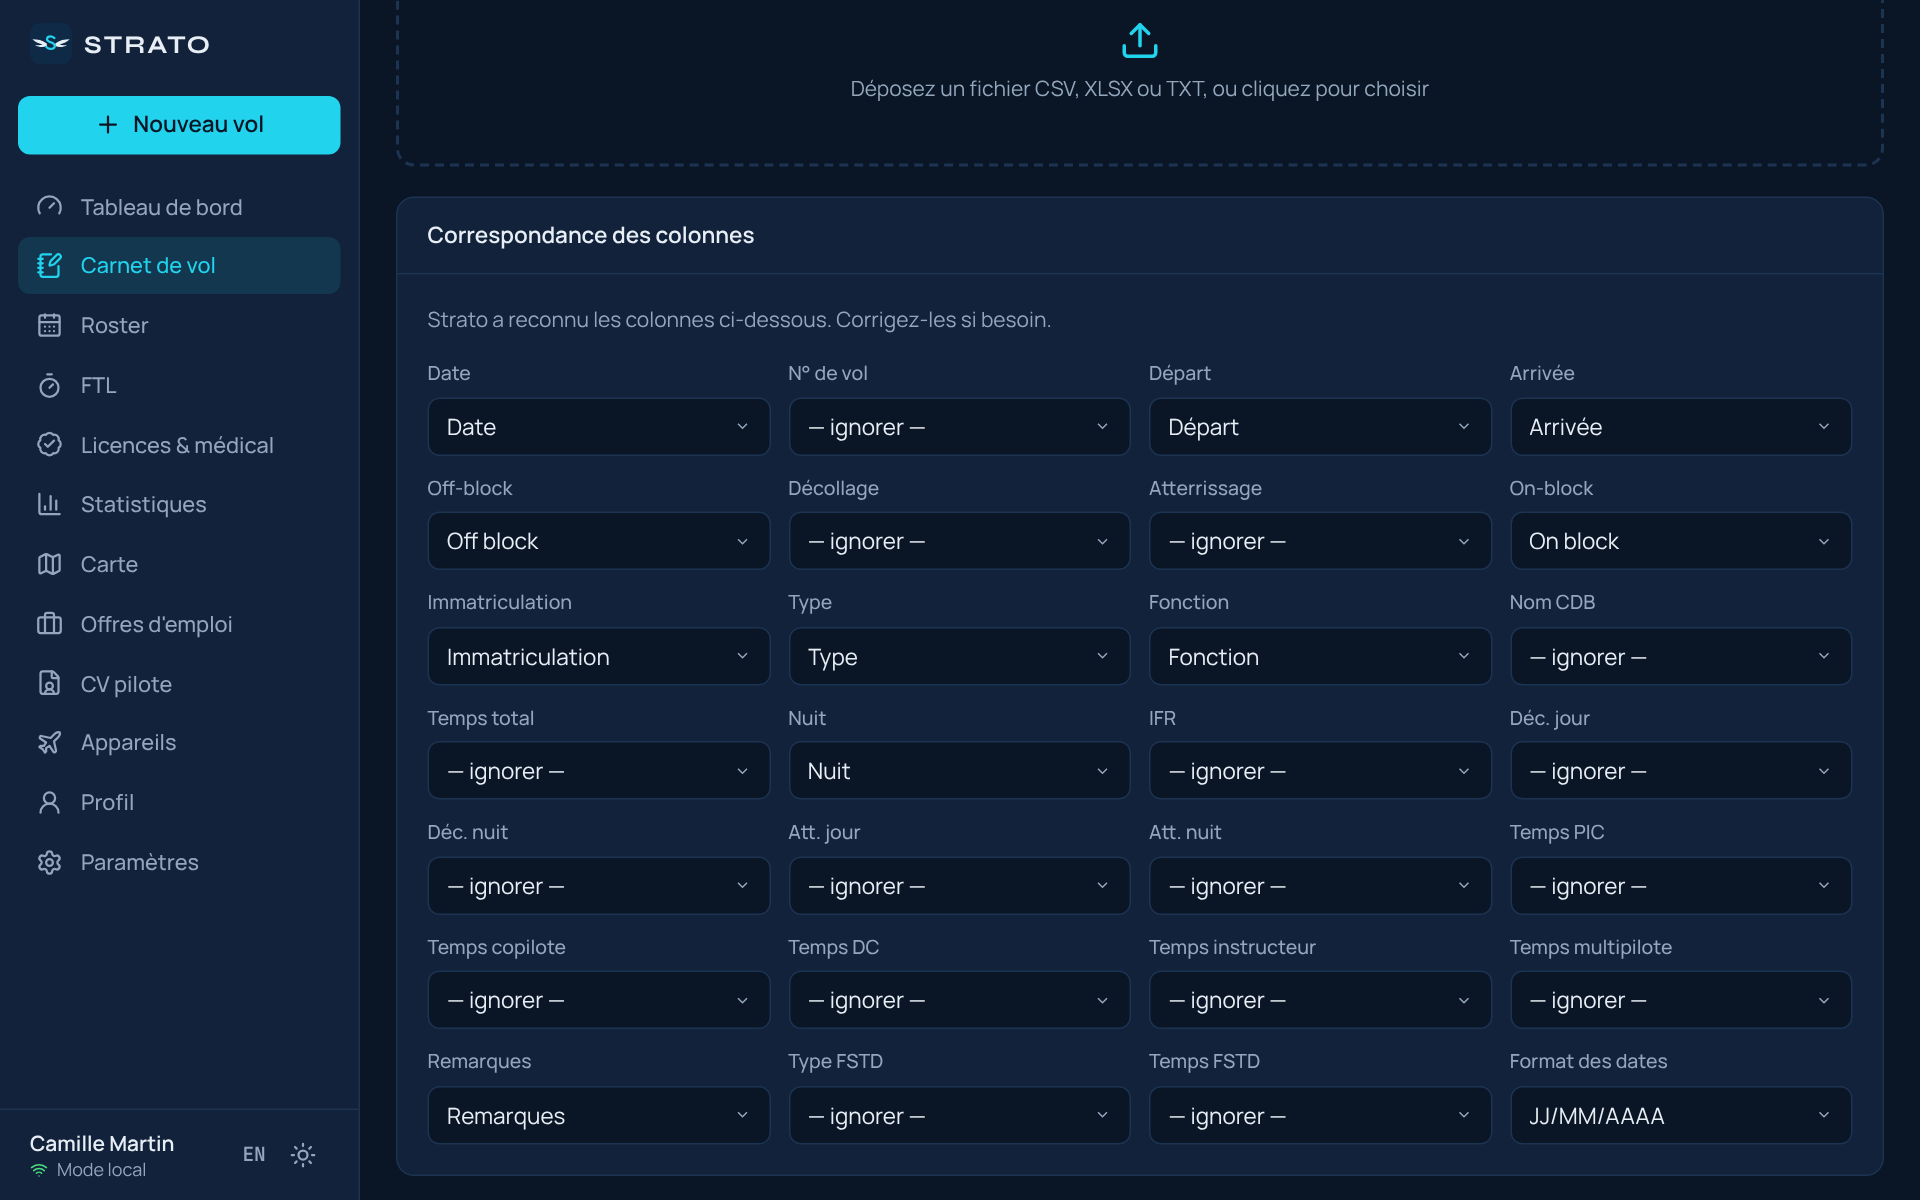 STRATO
Nouveau vol
Tableau de bord
Carnet de vol
Roster
FTL
Licences & médical
Statistiques
Carte
Offres d'emploi
CV pilote
Appareils
Profil
Paramètres
Camille Martin
Mode local
EN
Déposez un fichier CSV, XLSX ou TXT, ou cliquez pour choisir
Correspondance des colonnes
Strato a reconnu les colonnes ci-dessous. Corrigez-les si besoin.
Date N° de vol Départ Arrivée
Date — ignorer — Départ Arrivée
Off-block Décollage Atterrissage On-block
Off block — ignorer — — ignorer — On block
Immatriculation Type Fonction Nom CDB
Immatriculation Type Fonction — ignorer —
Temps total Nuit IFR Déc. jour
— ignorer — Nuit — ignorer — — ignorer —
Déc. nuit Att. jour Att. nuit Temps PIC
— ignorer — — ignorer — — ignorer — — ignorer —
Temps copilote Temps DC Temps instructeur Temps multipilote
— ignorer — — ignorer — — ignorer — — ignorer —
Remarques Type FSTD Temps FSTD Format des dates
Remarques — ignorer — — ignorer — JJ/MM/AAAA